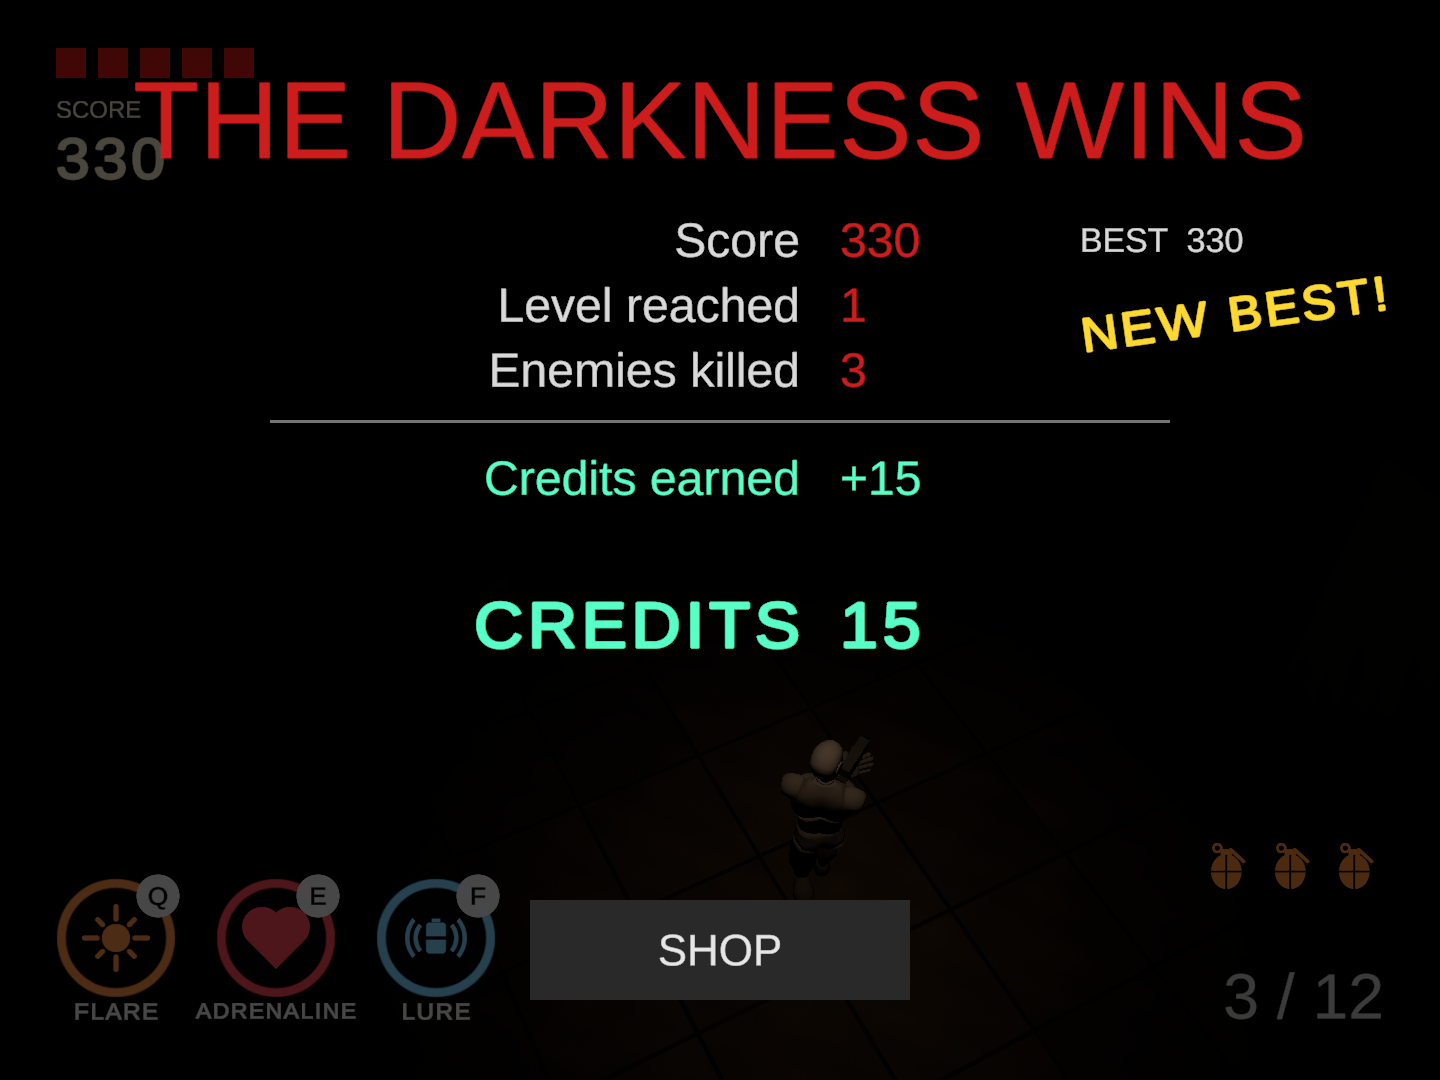 SCORE
330
THE DARKNESS WINS
Score 330
BEST 330
Level reached 1
NEW BEST!
Enemies killed 3
Credits earned +15
CREDITS 15
Q
E
F
FLARE
ADRENALINE
LURE
SHOP
3 / 12